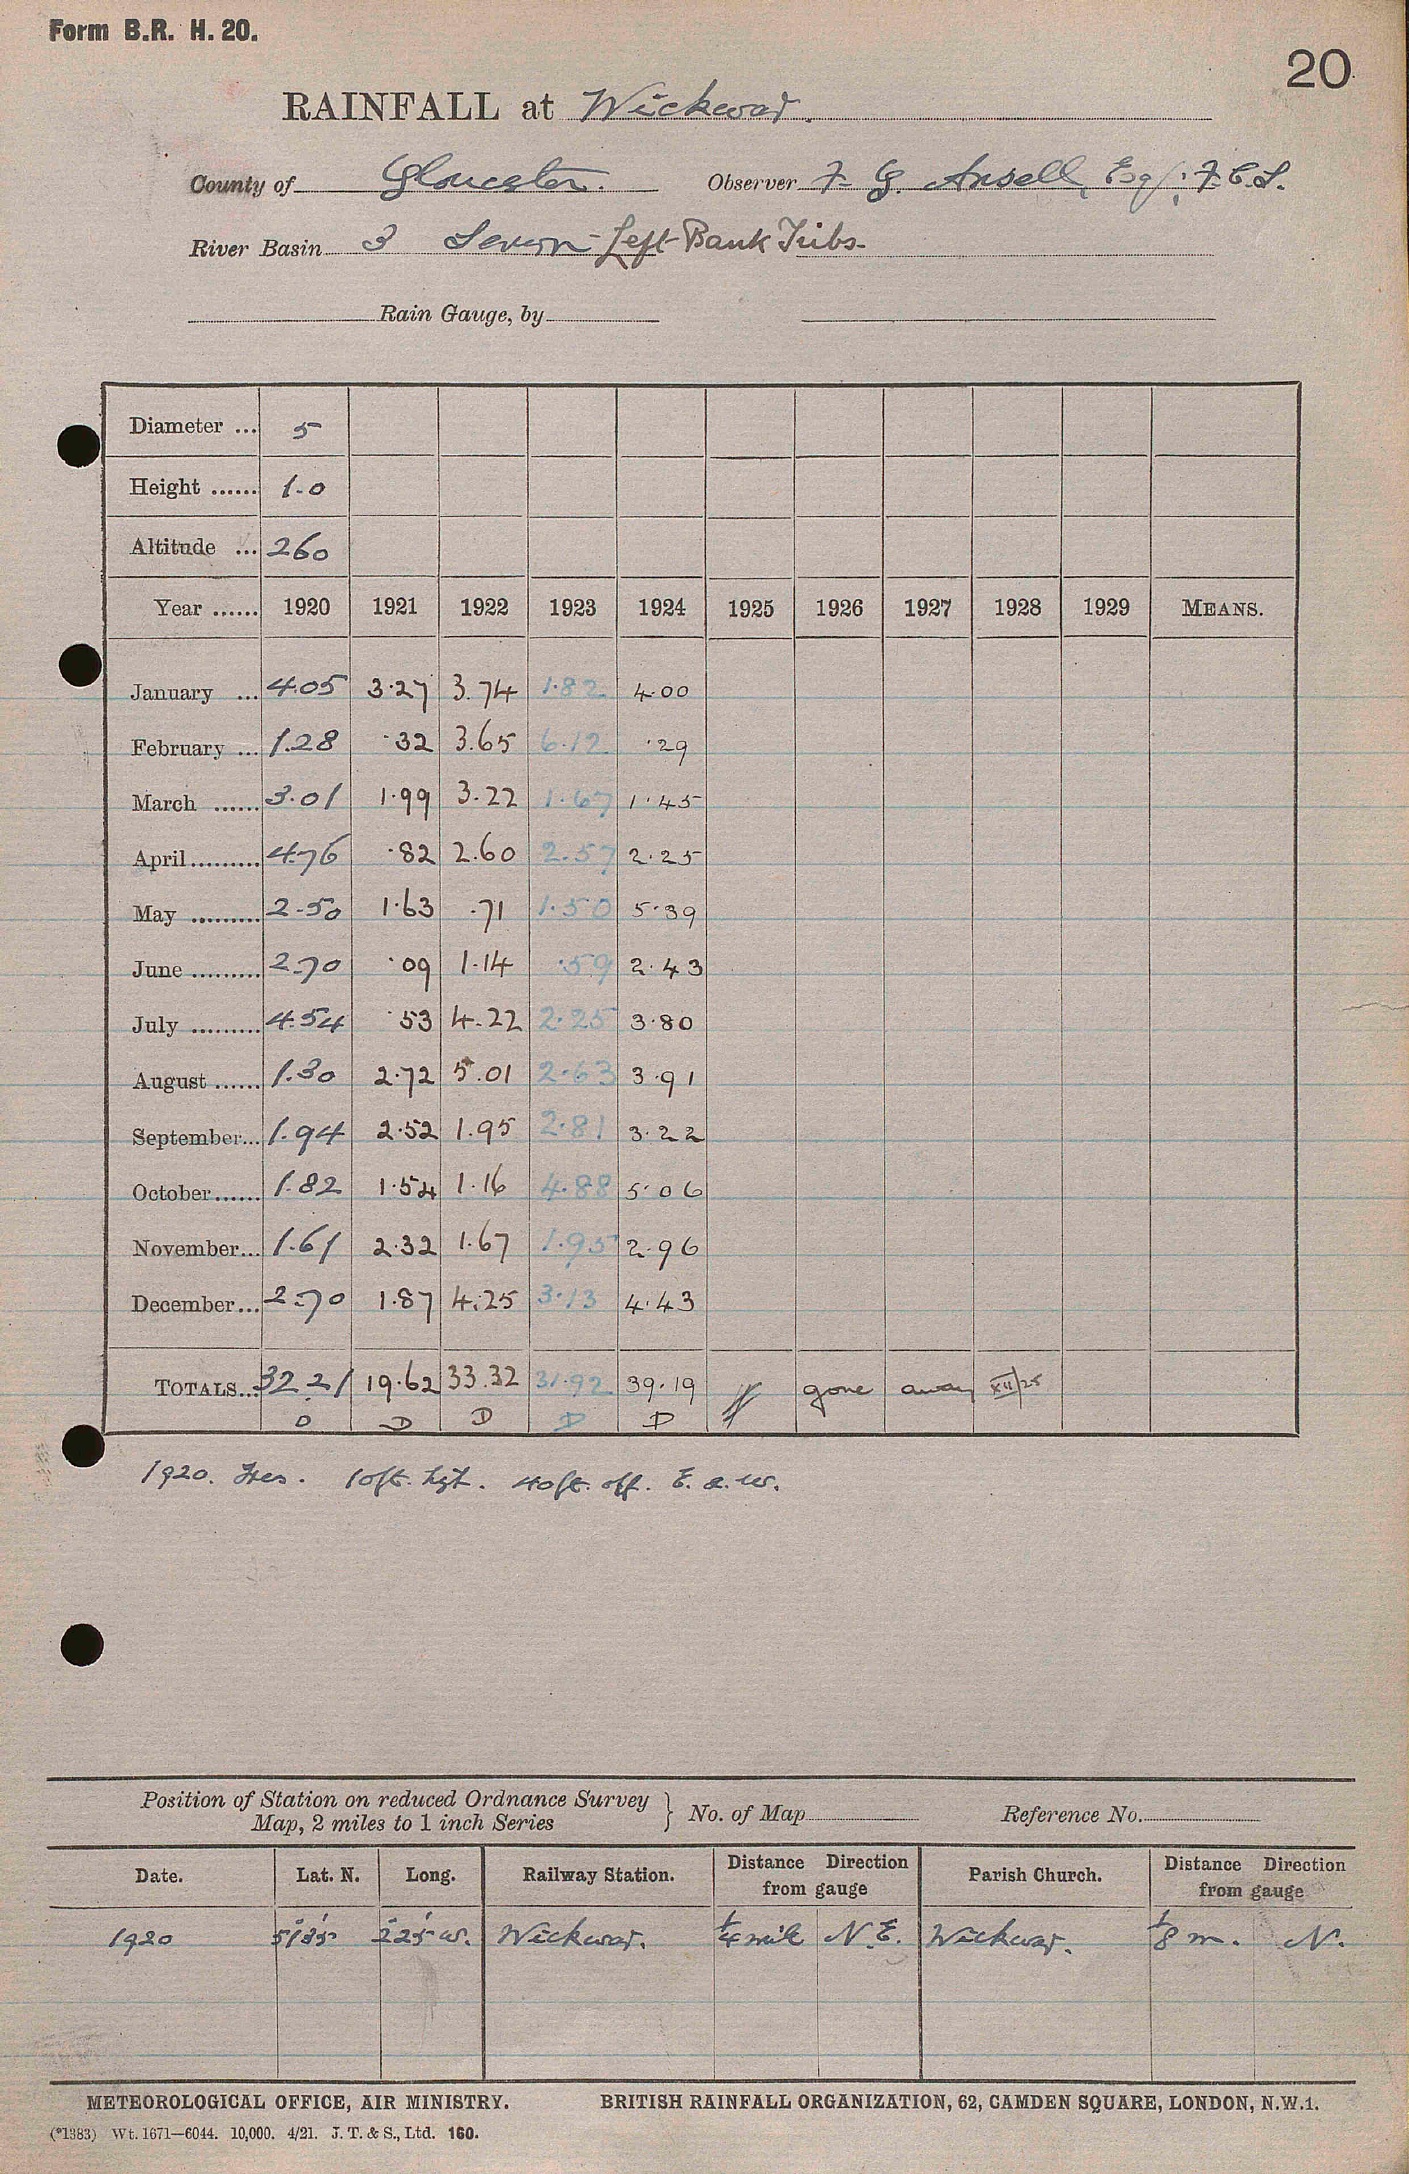 Form B.R. H. 20.
20
RAINFALL at Wickwar.
County of Gloucester. Observer F. G. Ansell, Esq.; F.C.S.
River Basin 3 Severn - Left Bank Tribs.
Rain Gauge, by
Diameter ... 5
Height ...... 1.0
Altitude ... 260
Year ...... 1920 1921 1922 1923 1924 1925 1926 1927 1928 1929 MEANS.
January ... 4.05 3.27 3.74 1.82 4.00
February ... 1.28 .32 3.65 6.12 .29
March ...... 3.01 1.99 3.22 1.67 1.45
April ......... 4.76 .82 2.60 2.57 2.25
May ......... 2.50 1.63 .71 1.50 5.39
June ......... 2.70 .09 1.14 .59 2.43
July ......... 4.54 .53 4.22 2.25 3.80
August ...... 1.30 2.72 5.01 2.63 3.91
September... 1.94 2.52 1.95 2.81 3.22
October...... 1.82 1.54 1.16 4.88 5.06
November... 1.61 2.32 1.67 1.95 2.96
December... 2.70 1.87 4.25 3.13 4.43
TOTALS... 32.21 19.62 33.32 31.92 39.19 gone away XII/25
D D D D D
1920. Trees. 10ft. hgt. 40ft. off. E. & W.
Position of Station on reduced Ordnance Survey
Map, 2 miles to 1 inch Series } No. of Map Reference No.
Date. Lat. N. Long. Railway Station. Distance Direction from gauge Parish Church. Distance Direction from gauge
1920 51°35' 2°25' W. Wickwar. ¼ mile N.E. Wickwar. ⅛ m. N.
METEOROLOGICAL OFFICE, AIR MINISTRY. BRITISH RAINFALL ORGANIZATION, 62, CAMDEN SQUARE, LONDON, N.W.1.
(*1383) Wt. 1671—6044. 10,000. 4/21. J. T. & S., Ltd. 160.